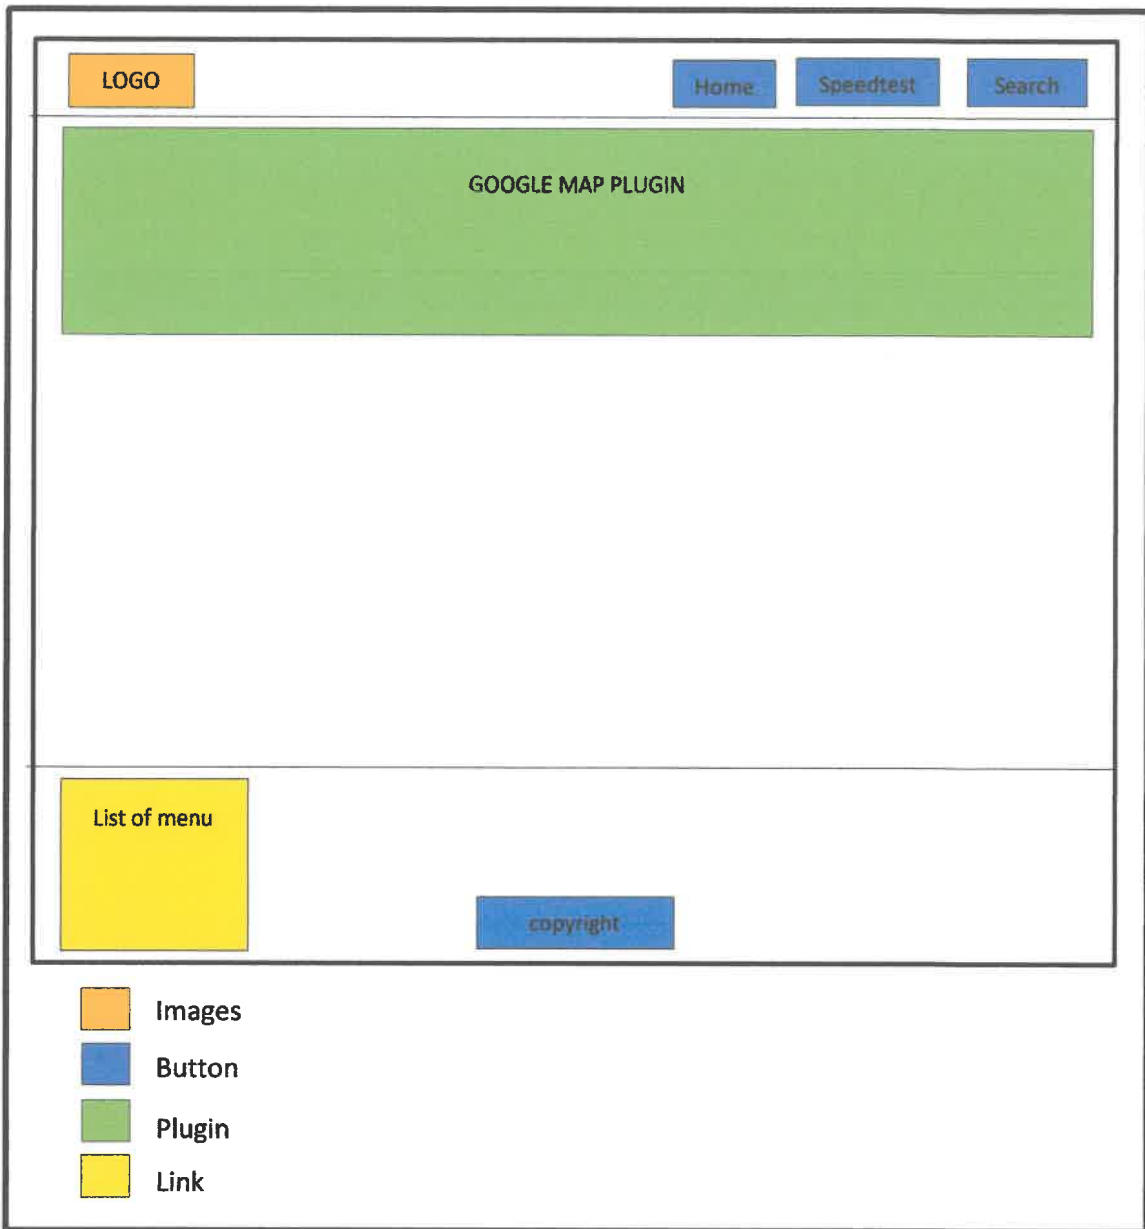 LOGO
Home
Speedtest
Search
GOOGLE MAP PLUGIN
List of menu
copyright
Images
Button
Plugin
Link